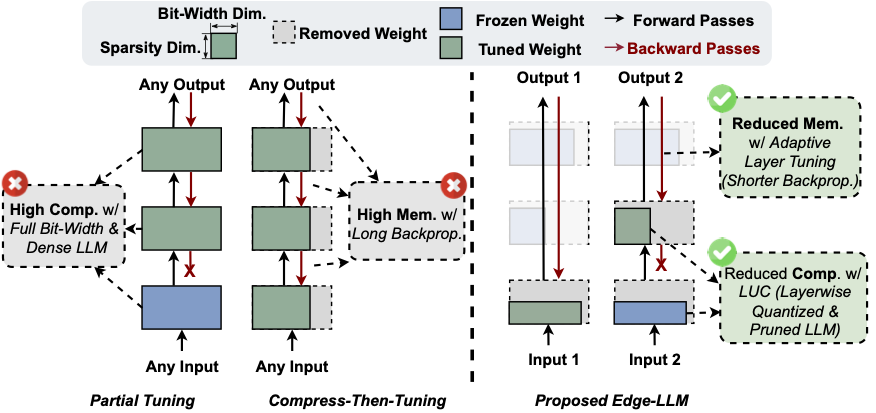 Bit-Width Dim.
Sparsity Dim.
Removed Weight
Frozen Weight
Tuned Weight
Forward Passes
Backward Passes
Any Output
Any Output
Output 1
Output 2
High Comp. w/
Full Bit-Width &
Dense LLM
X
Any Input
Any Input
High Mem. w/
Long Backprop.
X
Input 1
Input 2
Reduced Mem.
w/ Adaptive
Layer Tuning
(Shorter Backprop.)
Reduced Comp. w/
LUC (Layerwise
Quantized &
Pruned LLM)
Partial Tuning
Compress-Then-Tuning
Proposed Edge-LLM